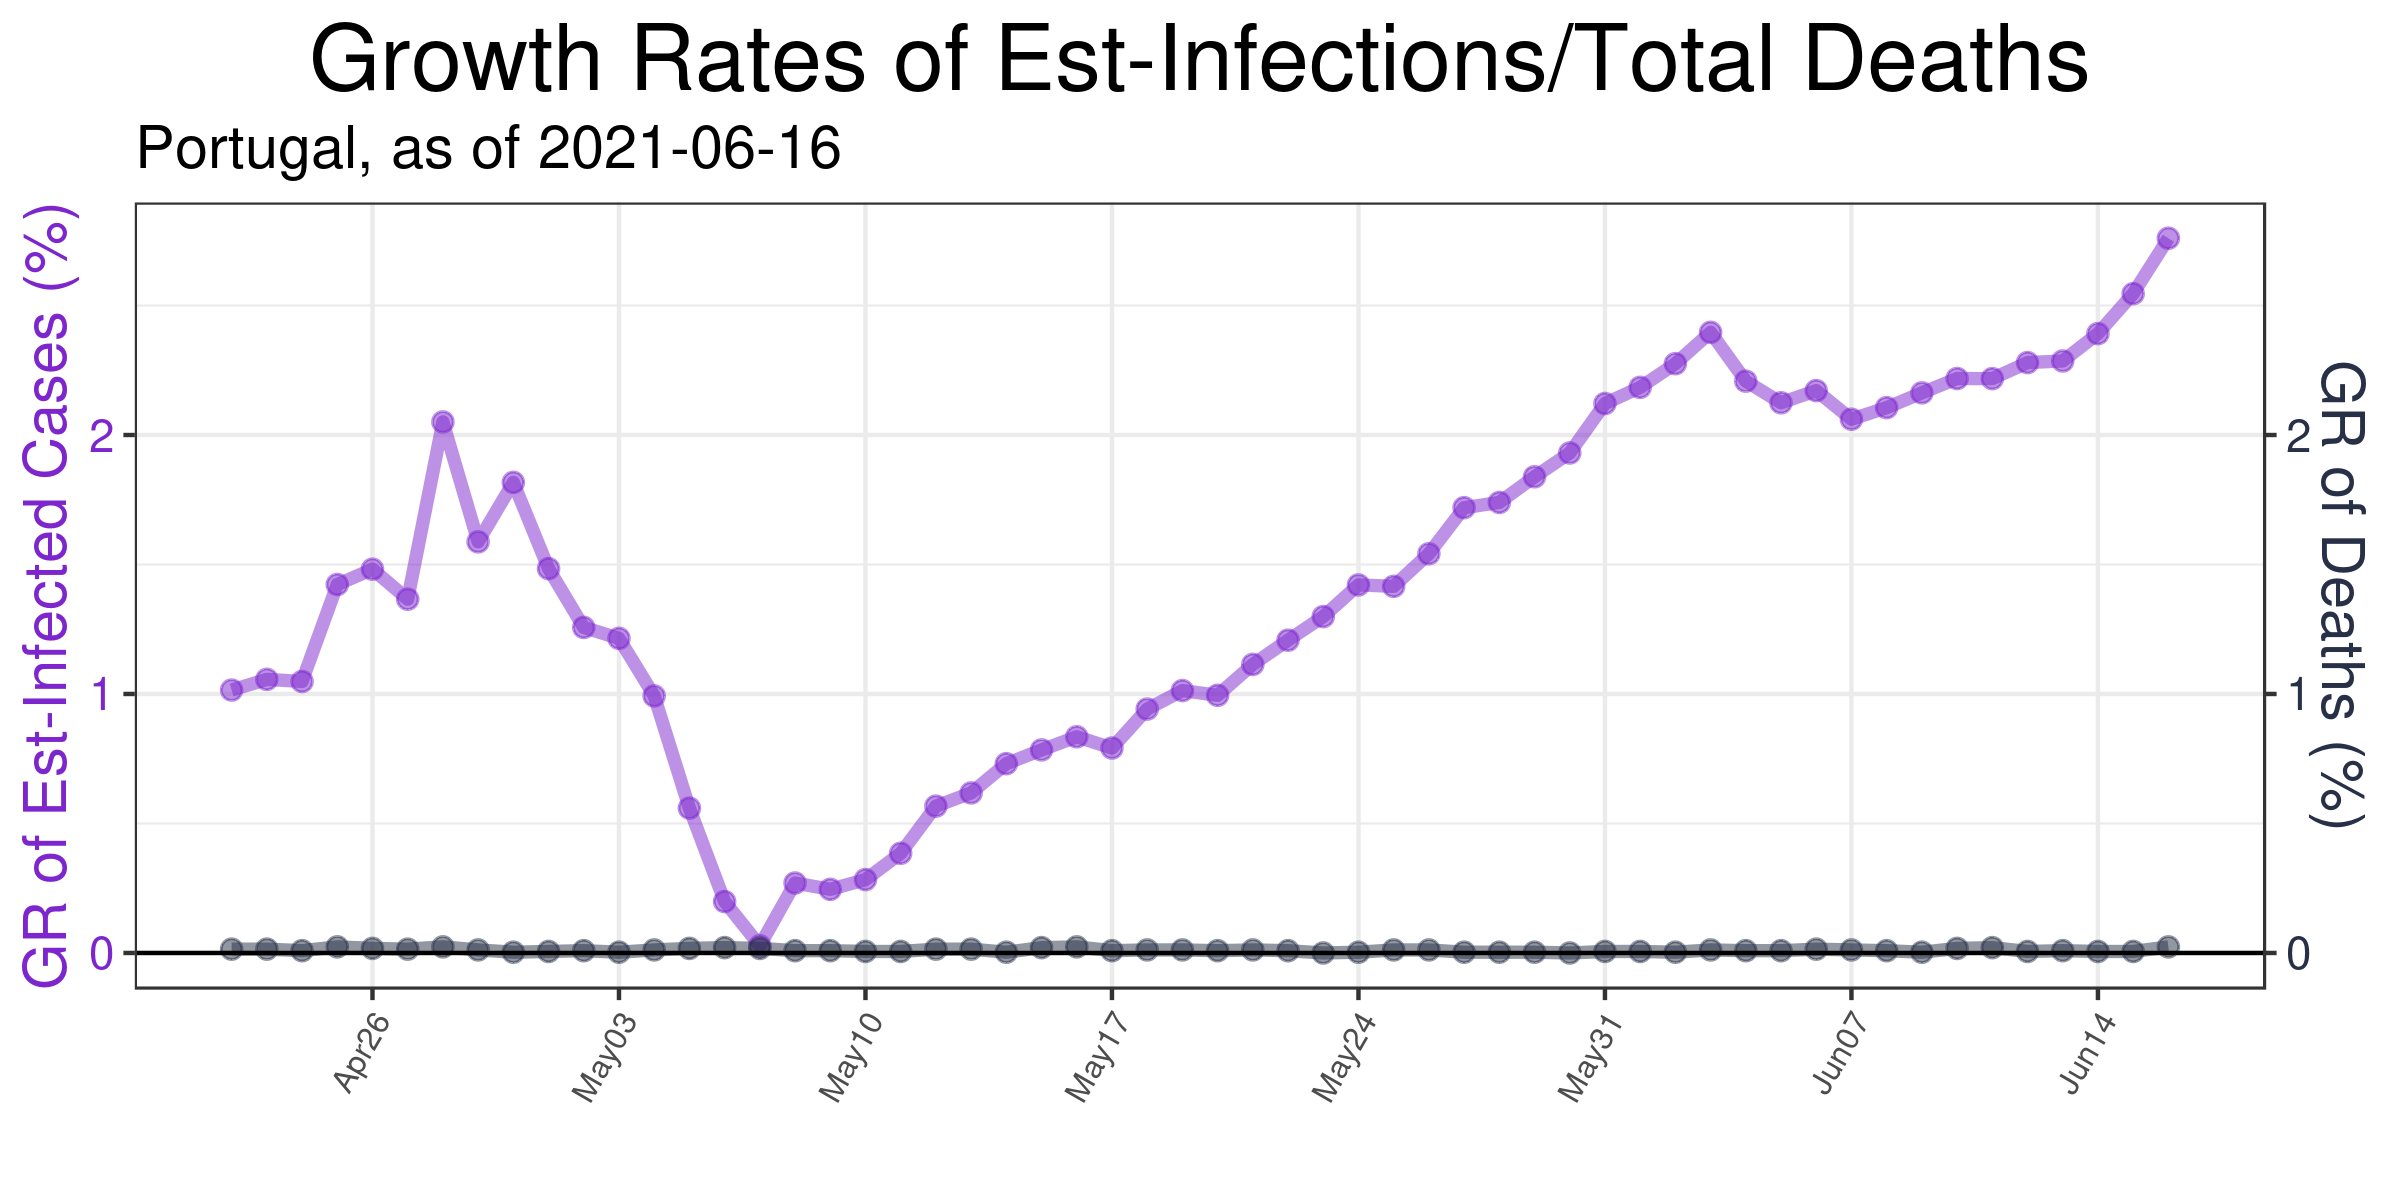 Growth Rates of Est-Infections/Total Deaths
Portugal, as of 2021-06-16
GR of Est-Infected Cases (%)
2
1
0
GR of Deaths (%)
2
1
0
Apr26
May03
May10
May17
May24
May31
Jun07
Jun14